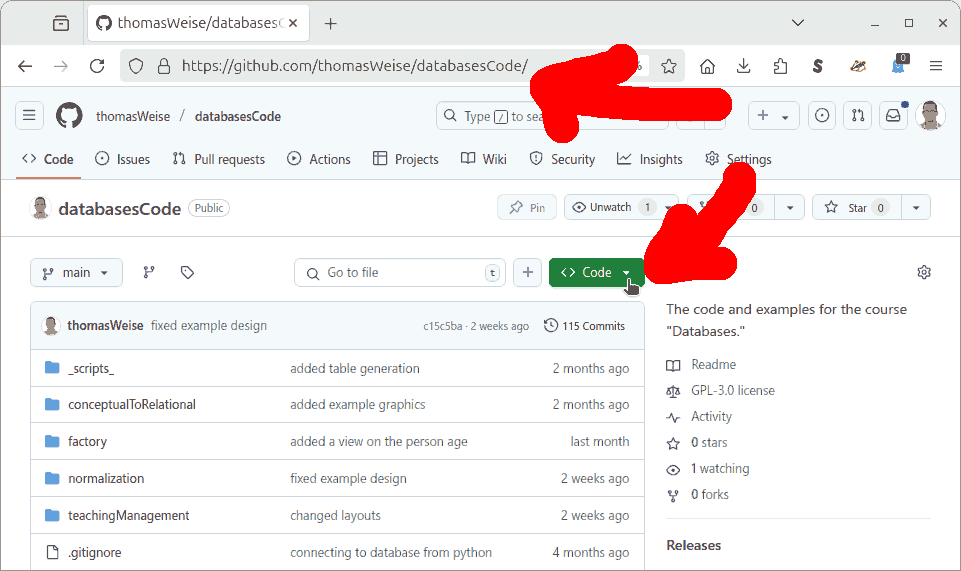 thomasWeise/databasesC
https://github.com/thomasWeise/databasesCode/
%
0
thomasWeise / databasesCode
Type / to sea
Code Issues Pull requests Actions Projects Wiki Security Insights Settings
databasesCode Public
Pin Unwatch 1 0 Star 0
main
Go to file t
Code
The code and examples for the course
"Databases."
thomasWeise fixed example design c15c5ba · 2 weeks ago 115 Commits
_scripts_ added table generation 2 months ago
conceptualToRelational added example graphics 2 months ago
factory added a view on the person age last month
normalization fixed example design 2 weeks ago
teachingManagement changed layouts 2 weeks ago
.gitignore connecting to database from python 4 months ago
Readme
GPL-3.0 license
Activity
0 stars
1 watching
0 forks
Releases